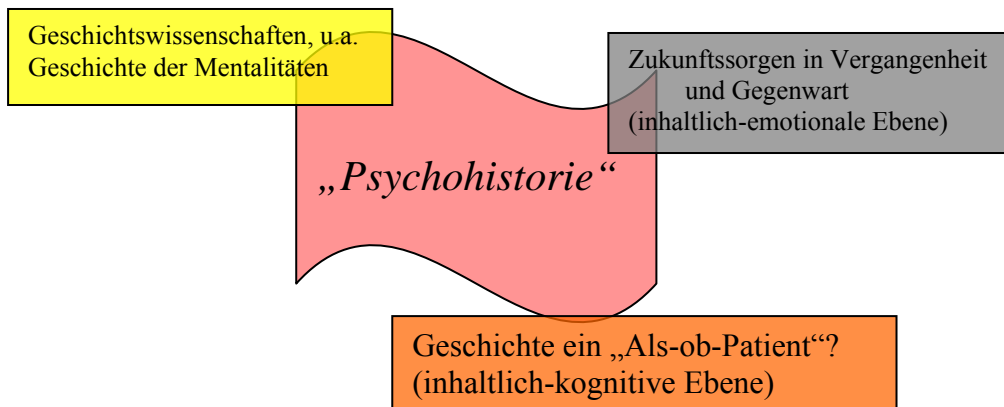 Geschichtswissenschaften, u.a.
Geschichte der Mentalitäten
Zukunftssorgen in Vergangenheit
und Gegenwart
(inhaltlich-emotionale Ebene)
„Psychohistorie“
Geschichte ein „Als-ob-Patient“?
(inhaltlich-kognitive Ebene)